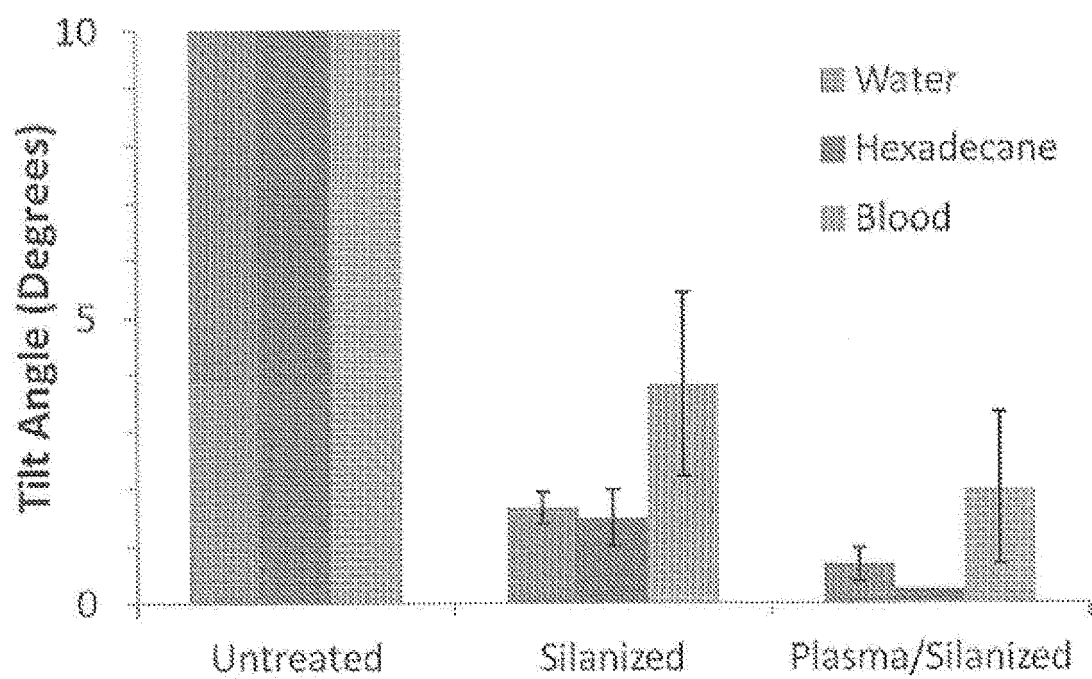 10
5
0
Tilt Angle (Degrees)
Water
Hexadecane
Blood
Untreated
Silanized
Plasma/Silanized